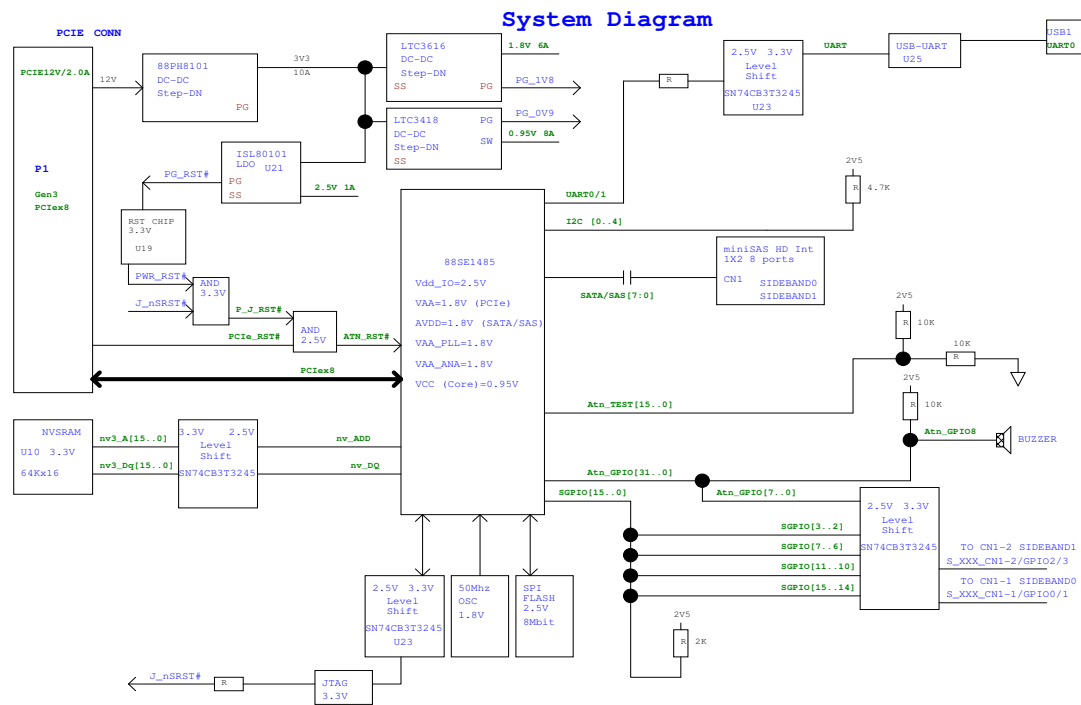 System Diagram
PCIE CONN
PCIE12V/2.0A
P1
Gen3
PCIex8
12V
88PH8101
DC-DC
Step-DN
PG
3V3
10A
LTC3616
DC-DC
Step-DN
SS
PG
1.8V 6A
PG_1V8
LTC3418
DC-DC
Step-DN
SS
PG
SW
PG_0V9
0.95V 8A
ISL80101
LDO
U21
PG
SS
PG_RST#
2.5V 1A
RST CHIP
3.3V
U19
PWR_RST#
J_nSRST#
AND
3.3V
P_J_RST#
PCIe_RST#
AND
2.5V
ATN_RST#
PCIex8
R
2.5V 3.3V
Level
Shift
SN74CB3T3245
U23
UART
USB-UART
U25
USB1
UART0
UART0/1
I2C [0..4]
2V5
R
4.7K
88SE1485
Vdd_IO=2.5V
VAA=1.8V (PCIe)
AVDD=1.8V (SATA/SAS)
VAA_PLL=1.8V
VAA_ANA=1.8V
VCC (Core)=0.95V
SATA/SAS[7:0]
miniSAS HD Int
1X2 8 ports
CN1
SIDEBAND0
SIDEBAND1
2V5
R
10K
10K
R
Atn_TEST[15..0]
2V5
R
10K
Atn_GPIO8
BUZZER
NVSRAM
U10 3.3V
64Kx16
nv3_A[15..0]
nv3_Dq[15..0]
3.3V 2.5V
Level
Shift
SN74CB3T3245
nv_ADD
nv_DQ
Atn_GPIO[31..0]
SGPIO[15..0]
Atn_GPIO[7..0]
SGPIO[3..2]
SGPIO[7..6]
SGPIO[11..10]
SGPIO[15..14]
2.5V 3.3V
Level
Shift
SN74CB3T3245
TO CN1-2 SIDEBAND1
S_XXX_CN1-2/GPIO2/3
TO CN1-1 SIDEBAND0
S_XXX_CN1-1/GPIO0/1
2V5
R
2K
2.5V 3.3V
Level
Shift
SN74CB3T3245
U23
50Mhz
OSC
1.8V
SPI
FLASH
2.5V
8Mbit
J_nSRST#
R
JTAG
3.3V